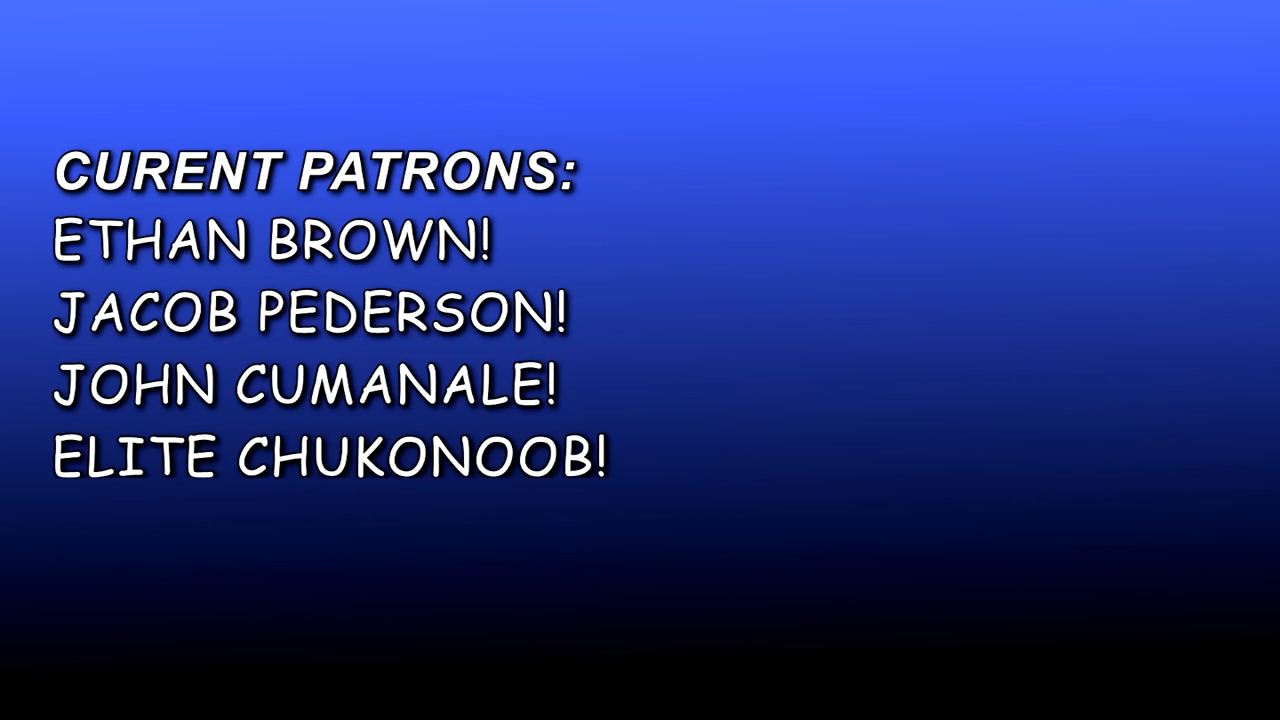 CURENT PATRONS:
ETHAN BROWN!
JACOB PEDERSON!
JOHN CUMANALE!
ELITE CHUKONOOB!